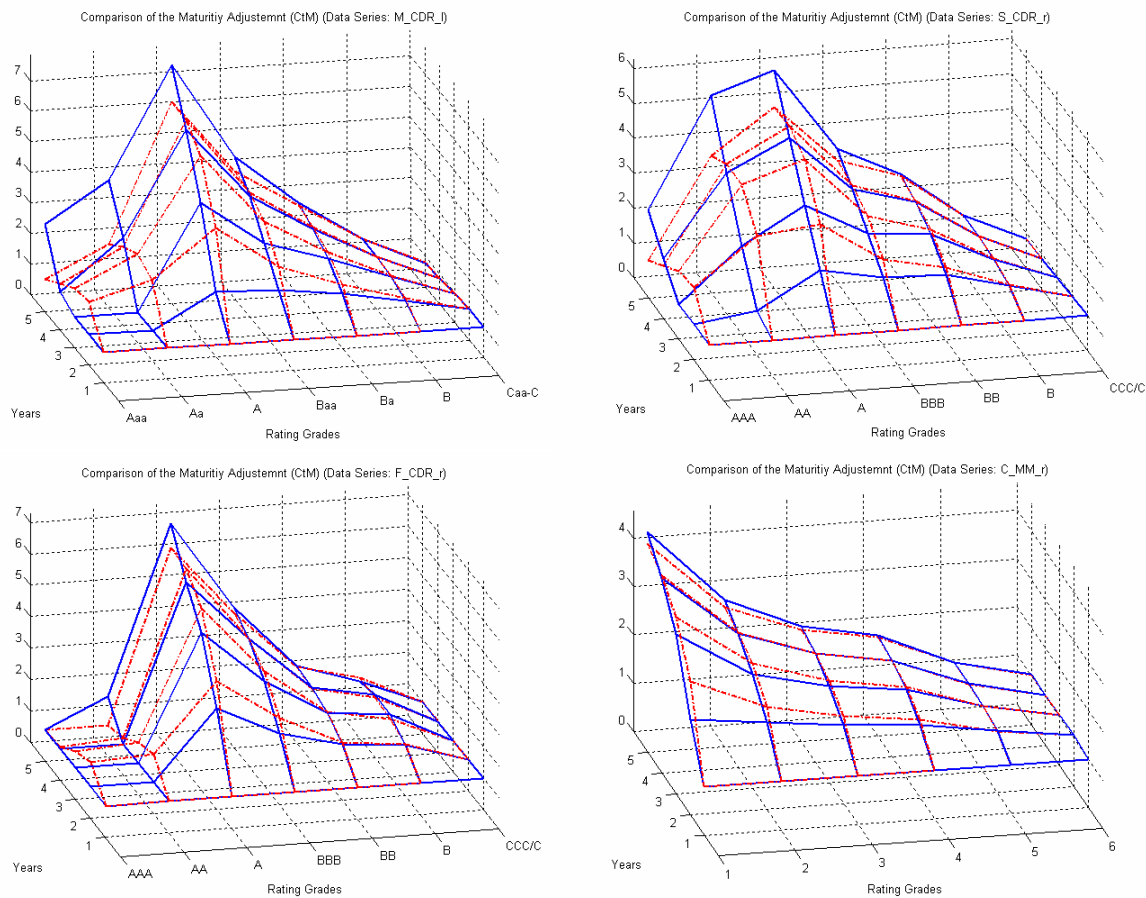 Comparison of the Maturitiy Adjustemnt (CtM) (Data Series: M_CDR_l)
7
6
5
4
3
2
1
0
5
4
3
2
1
Years
Aaa
Aa
A
Baa
Ba
B
Caa-C
Rating Grades
Comparison of the Maturitiy Adjustemnt (CtM) (Data Series: S_CDR_r)
6
5
4
3
2
1
0
5
4
3
2
1
Years
AAA
AA
A
BBB
BB
B
CCC/C
Rating Grades
Comparison of the Maturitiy Adjustemnt (CtM) (Data Series: F_CDR_r)
7
6
5
4
3
2
1
0
5
4
3
2
1
Years
AAA
AA
A
BBB
BB
B
CCC/C
Rating Grades
Comparison of the Maturitiy Adjustemnt (CtM) (Data Series: C_MM_r)
4
3
2
1
0
5
4
3
2
1
Years
1
2
3
4
5
6
Rating Grades